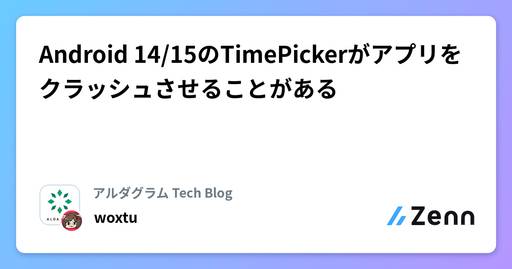 Android 14/15のTimePickerがアプリを
クラッシュさせることがある
アルダグラム Tech Blog
ALDA
woxtu
Zenn